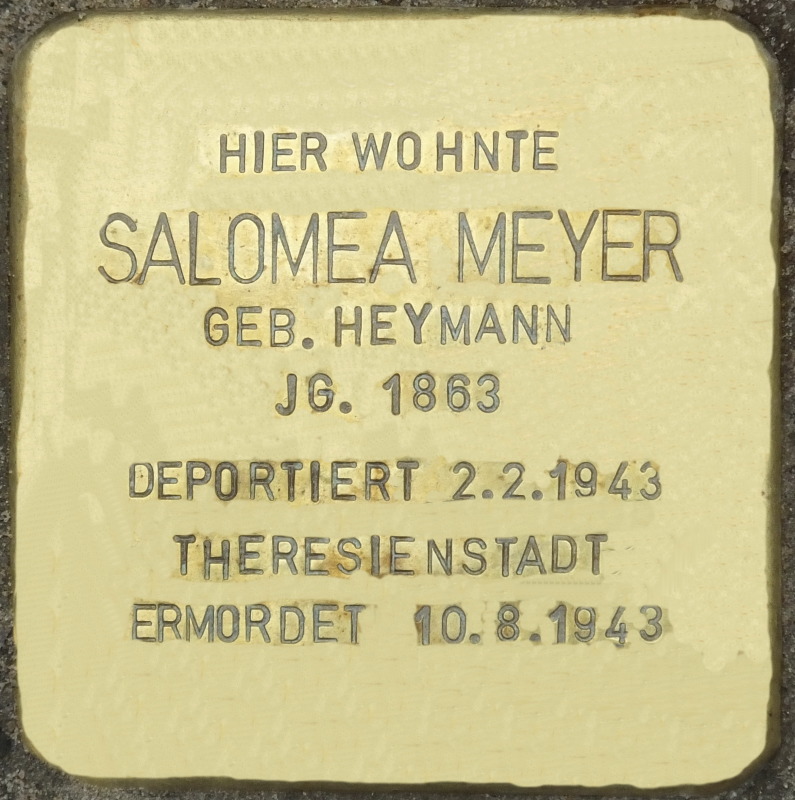 HIER WOHNTE
SALOMEA MEYER
GEB. HEYMANN
JG. 1863
DEPORTIERT 2.2.1943
THERESIENSTADT
ERMORDET 10.8.1943